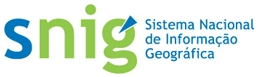 snig
Sistema Nacional
de Informação
Geográfica